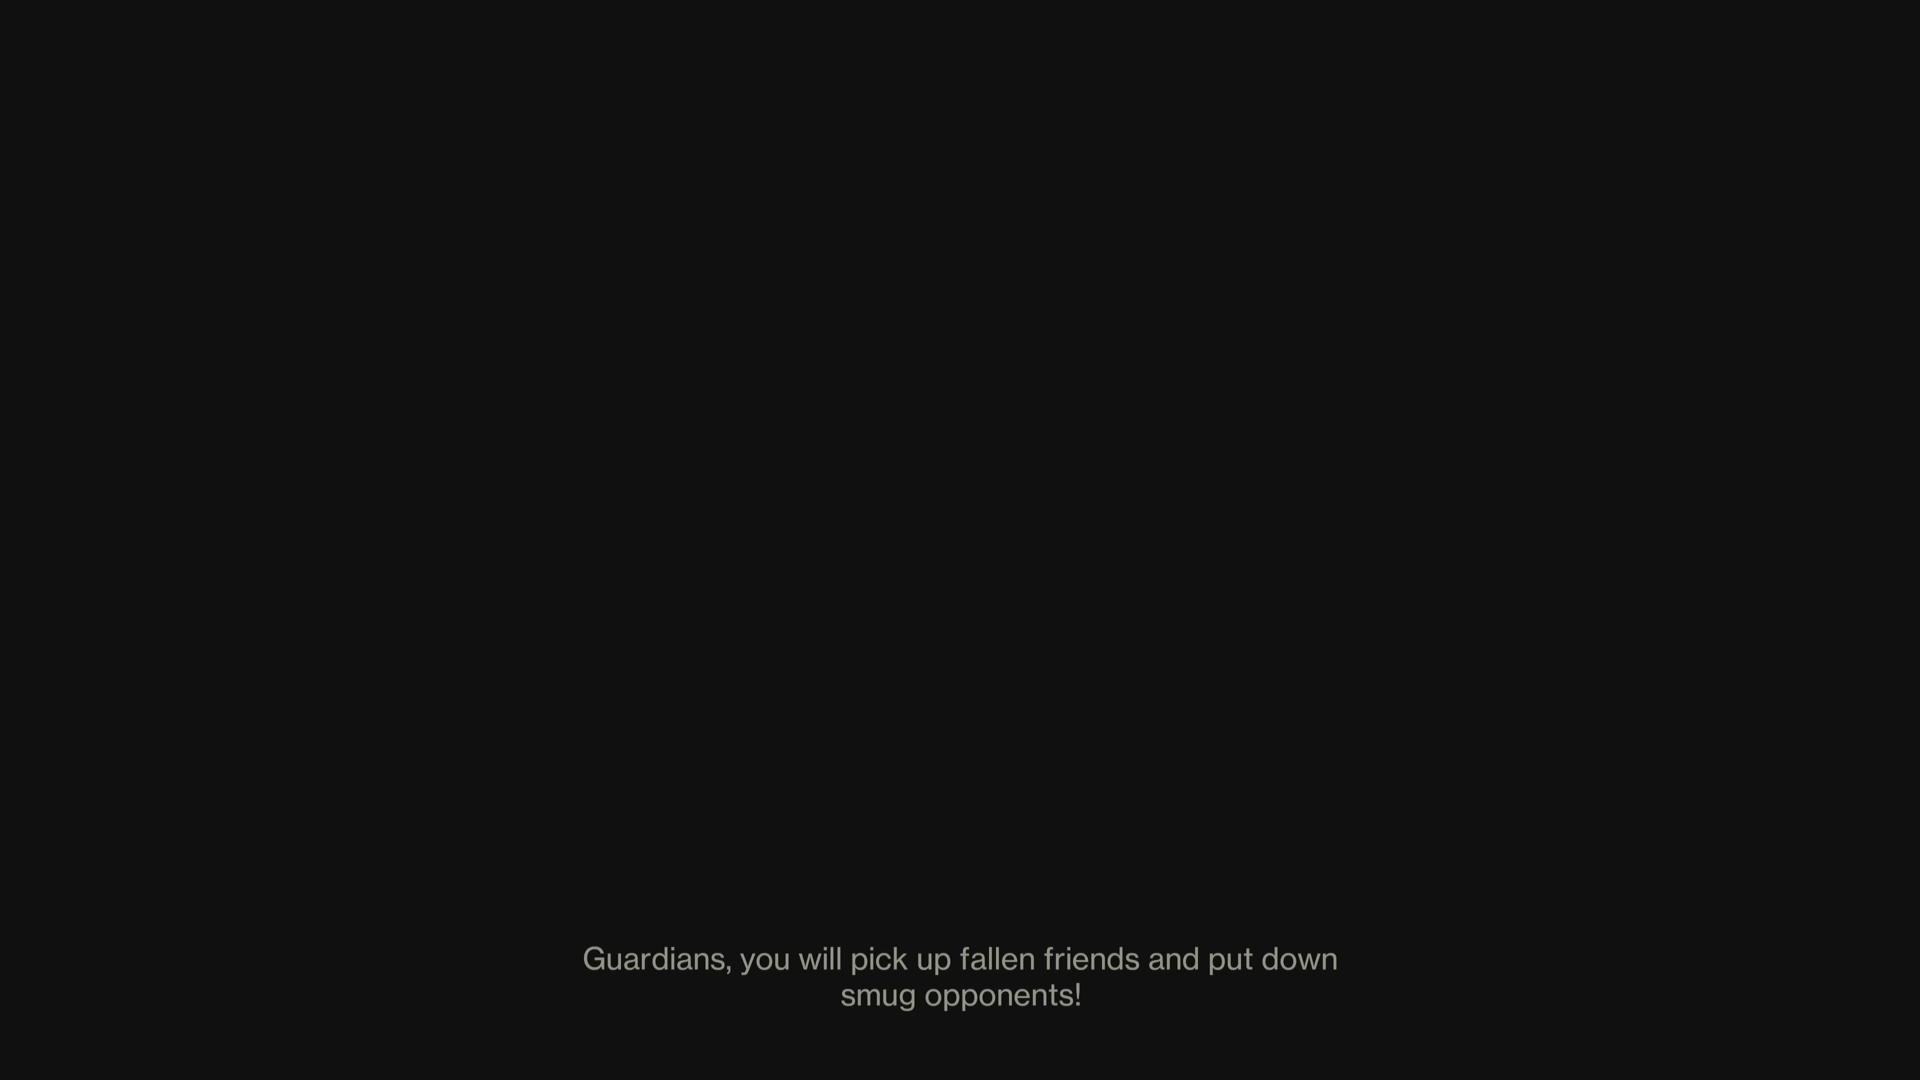 Guardians, you will pick up fallen friends and put down
smug opponents!